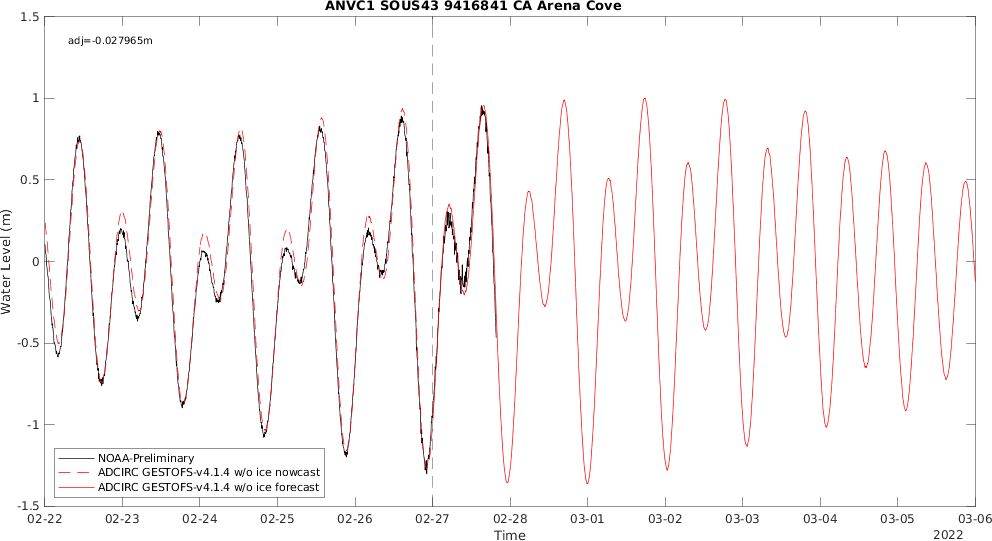 ANVC1 SOUS43 9416841 CA Arena Cove
adj=-0.027965m
1.5
1
0.5
0
-0.5
-1
-1.5
Water Level (m)
NOAA-Preliminary
ADCIRC GESTOFS-v4.1.4 w/o ice nowcast
ADCIRC GESTOFS-v4.1.4 w/o ice forecast
02-22 02-23 02-24 02-25 02-26 02-27 02-28 03-01 03-02 03-03 03-04 03-05 03-06
Time
2022